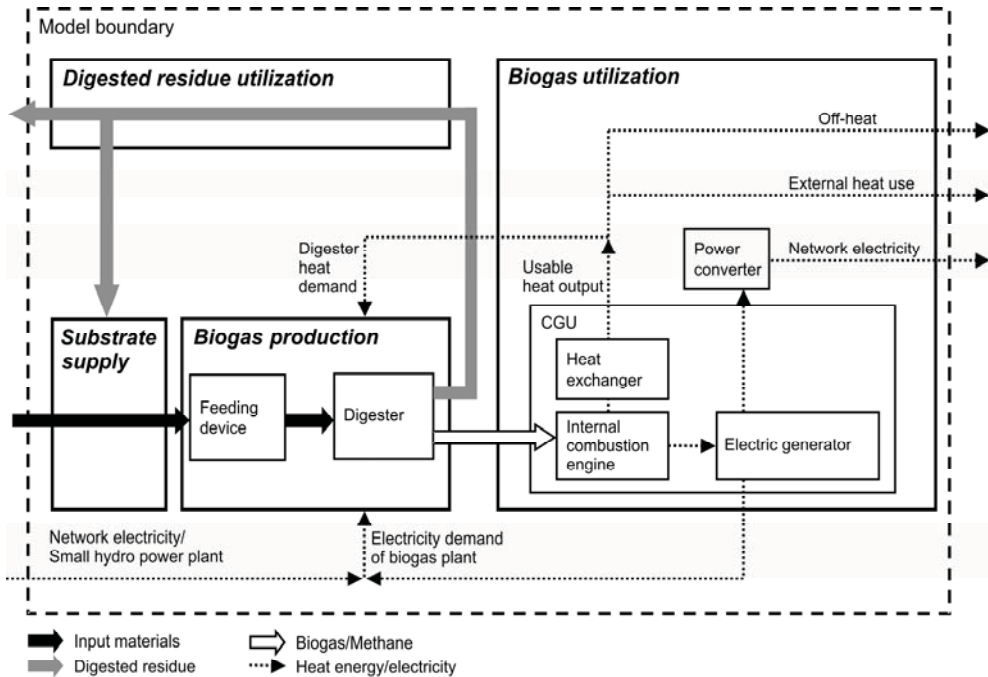 Model boundary
Digested residue utilization
Biogas utilization
Off-heat
External heat use
Digester
heat
demand
Usable
heat output
Power
converter
Network electricity
CGU
Substrate
supply
Biogas production
Heat
exchanger
Feeding
device
Digester
Internal
combustion
engine
Electric generator
Network electricity/
Small hydro power plant
Electricity demand
of biogas plant
Input materials
Biogas/Methane
Digested residue
Heat energy/electricity